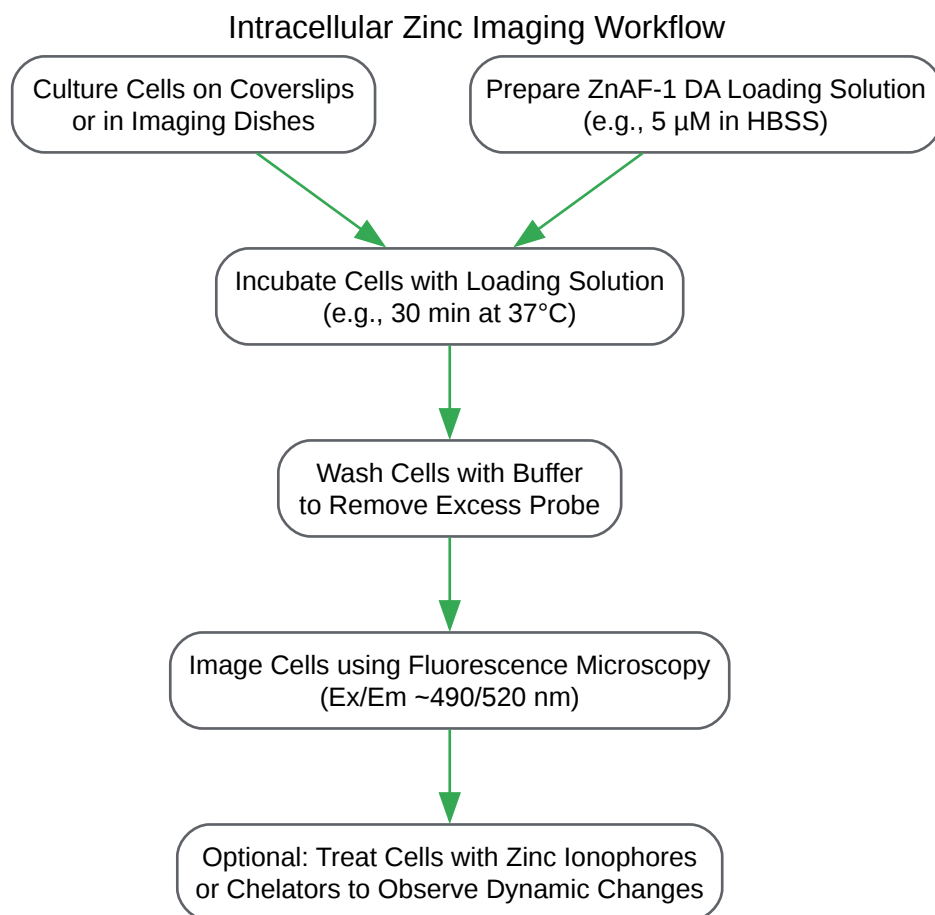 Intracellular Zinc Imaging Workflow
Culture Cells on Coverslips
or in Imaging Dishes
Prepare ZnAF-1 DA Loading Solution
(e.g., 5 µM in HBSS)
Incubate Cells with Loading Solution
(e.g., 30 min at 37°C)
Wash Cells with Buffer
to Remove Excess Probe
Image Cells using Fluorescence Microscopy
(Ex/Em ~490/520 nm)
Optional: Treat Cells with Zinc Ionophores
or Chelators to Observe Dynamic Changes